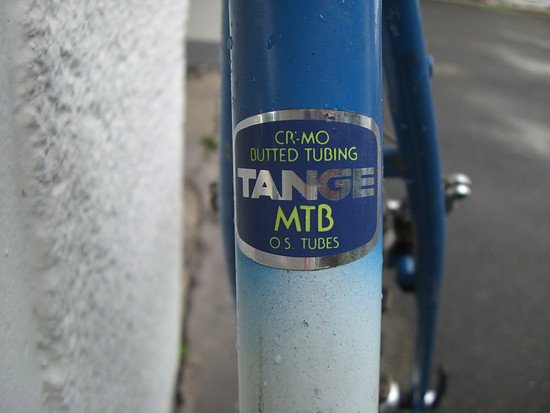 CR-MO
BUTTED TUBING
TANGE
MTB
O.S. TUBES